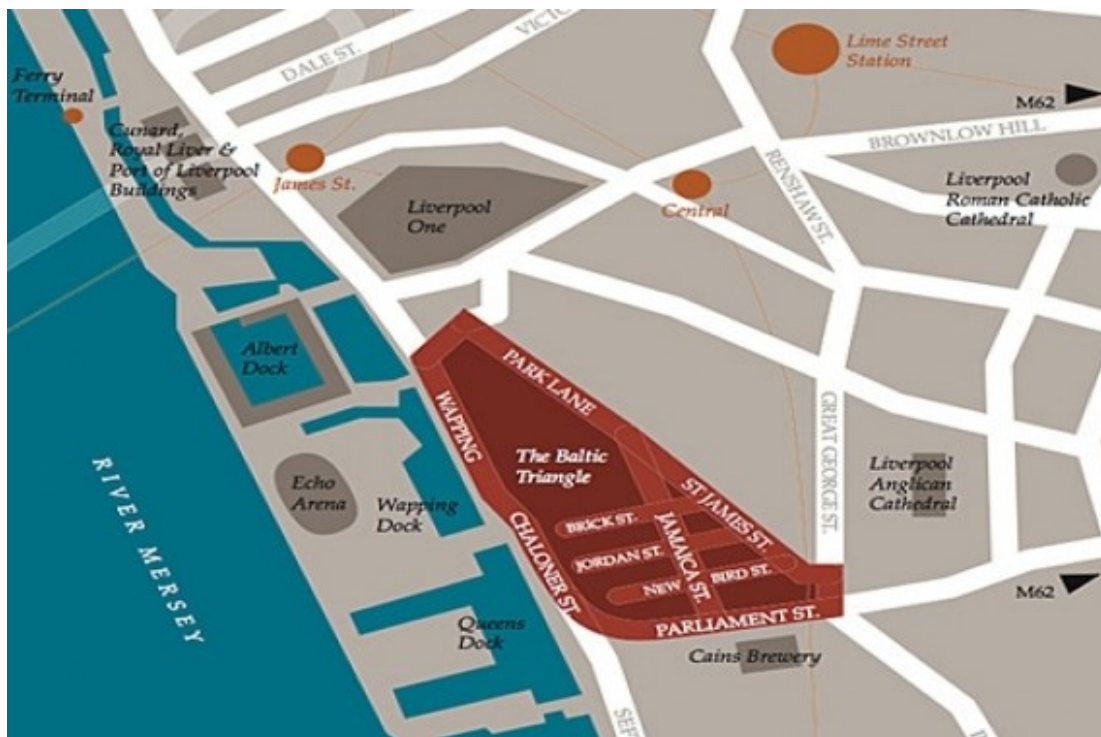 Lime Street
Station
DALE ST.
Ferry
Terminal
M62
Cunard,
Royal Liver &
Port of Liverpool
Buildings
BROWNLOW HILL
RENSHAW ST.
James St.
Liverpool
One
Central
Liverpool
Roman Catholic
Cathedral
Albert
Dock
PARK LANE
WAPPING
GREAT GEORGE ST.
The Baltic
Triangle
Liverpool
Anglican
Cathedral
RIVER MERSEY
Echo
Arena
Wapping
Dock
ST JAMES ST.
BRICK ST.
CHALONER ST.
JAMAICA ST.
JORDAN ST.
NEW BIRD ST.
M62
Queens
Dock
PARLIAMENT ST.
Cains Brewery